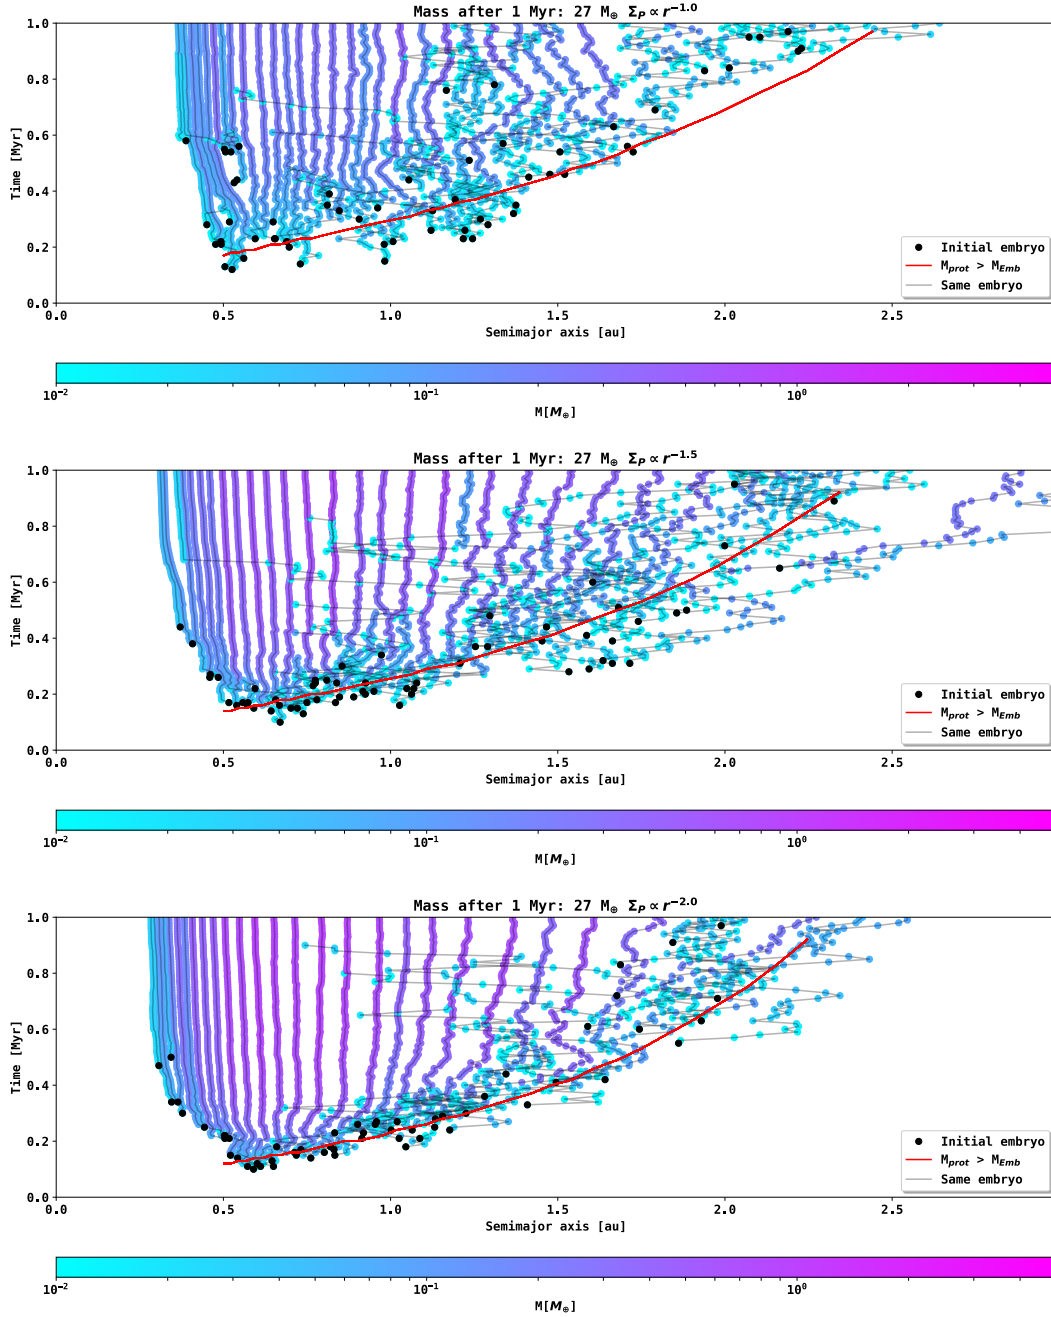 Mass after 1 Myr: 27 M⊕ Σ_P ∝ r^−1.0
1.0
0.8
0.6
0.4
0.2
0.0
Time [Myr]
Initial embryo
M_prot > M_Emb
Same embryo
0.0 0.5 1.0 1.5 2.0 2.5
Semimajor axis [au]
10^−2 10^−1 10^0
M[M⊕]
Mass after 1 Myr: 27 M⊕ Σ_P ∝ r^−1.5
1.0
0.8
0.6
0.4
0.2
0.0
Time [Myr]
Initial embryo
M_prot > M_Emb
Same embryo
0.0 0.5 1.0 1.5 2.0 2.5
Semimajor axis [au]
10^−2 10^−1 10^0
M[M⊕]
Mass after 1 Myr: 27 M⊕ Σ_P ∝ r^−2.0
1.0
0.8
0.6
0.4
0.2
0.0
Time [Myr]
Initial embryo
M_prot > M_Emb
Same embryo
0.0 0.5 1.0 1.5 2.0 2.5
Semimajor axis [au]
10^−2 10^−1 10^0
M[M⊕]